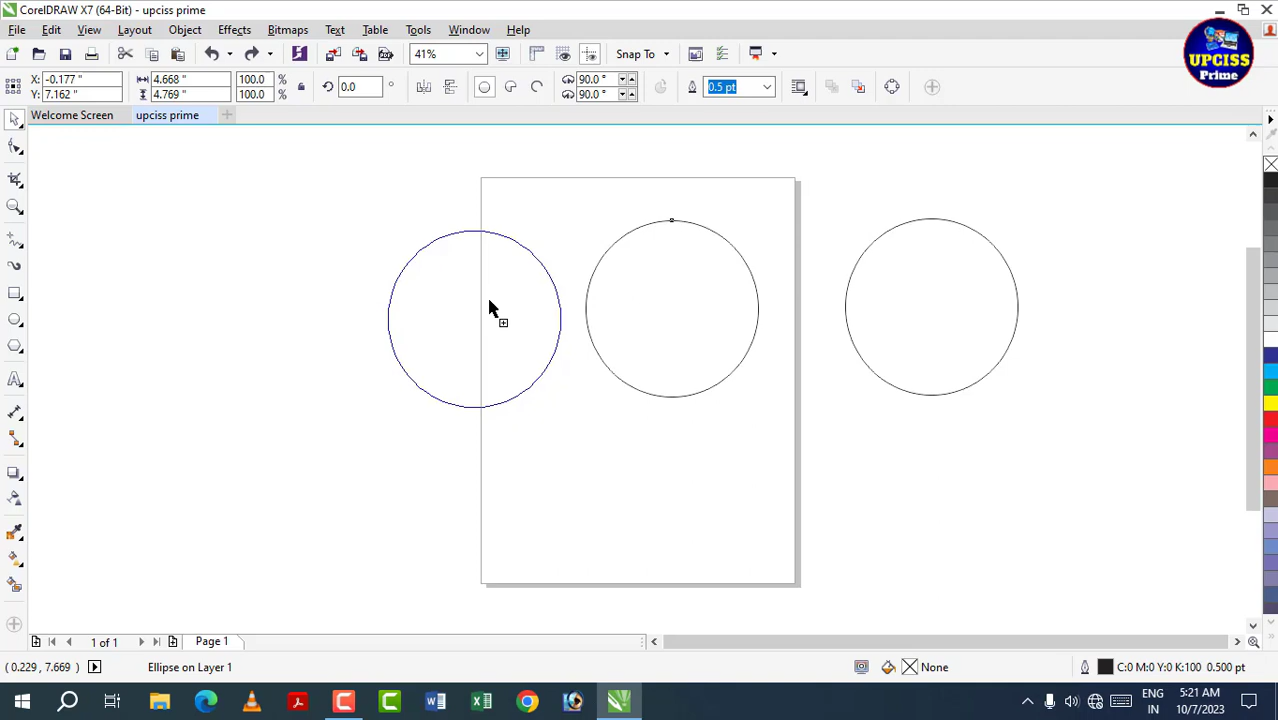 CorelDRAW X7 (64-Bit) - upciss prime
File Edit View Layout Object Effects Bitmaps Text Table Tools Window Help
41% Snap To
UPCISS
Prime
X: -0.177 " 4.668 " 100.0 % 0.0 ° 90.0 ° 0.5 pt
Y: 7.162 " 4.769 " 100.0 % 90.0 °
Welcome Screen upciss prime
1 of 1 Page 1
(0.229 , 7.669 ) Ellipse on Layer 1 None C:0 M:0 Y:0 K:100 0.500 pt
ENG 5:21 AM
IN 10/7/2023